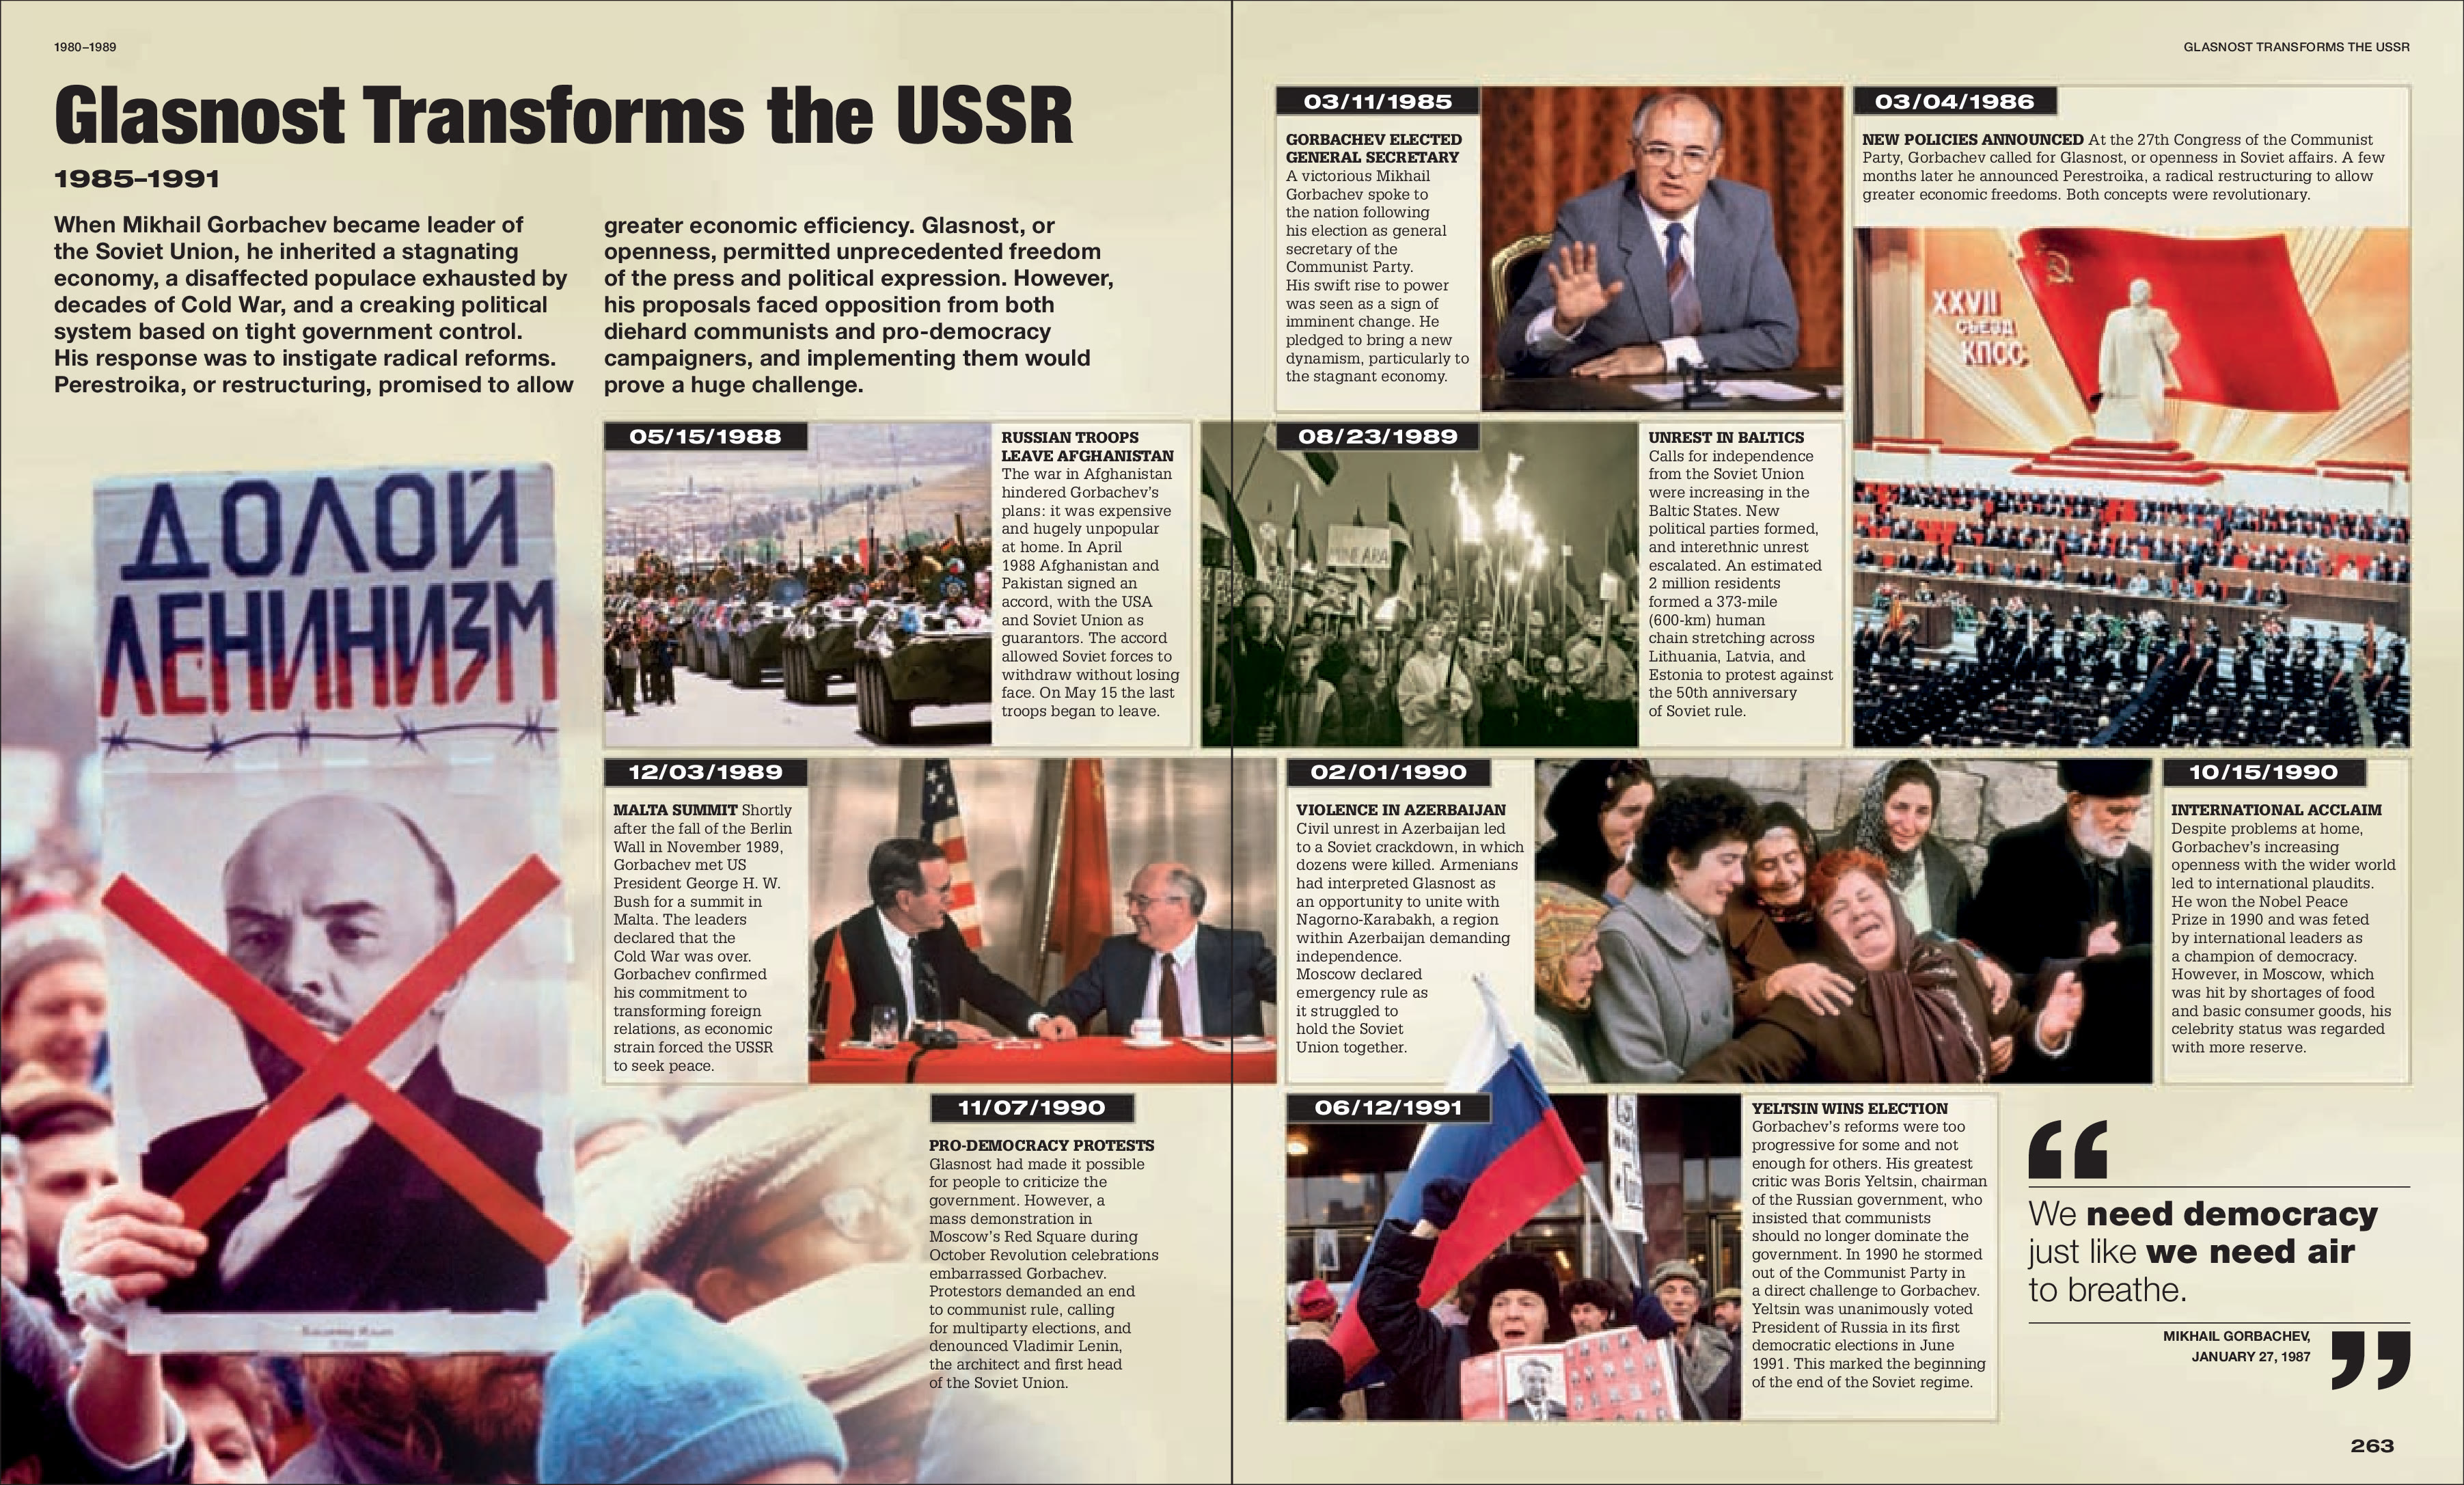 1980–1989
GLASNOST TRANSFORMS THE USSR
Glasnost Transforms the USSR
1985–1991
When Mikhail Gorbachev became leader of
the Soviet Union, he inherited a stagnating
economy, a disaffected populace exhausted by
decades of Cold War, and a creaking political
system based on tight government control.
His response was to instigate radical reforms.
Perestroika, or restructuring, promised to allow
greater economic efficiency. Glasnost, or
openness, permitted unprecedented freedom
of the press and political expression. However,
his proposals faced opposition from both
diehard communists and pro-democracy
campaigners, and implementing them would
prove a huge challenge.
ДОЛОЙ
ЛЕНИНИЗМ
03/11/1985
GORBACHEV ELECTED
GENERAL SECRETARY
A victorious Mikhail
Gorbachev spoke to
the nation following
his election as general
secretary of the
Communist Party.
His swift rise to power
was seen as a sign of
imminent change. He
pledged to bring a new
dynamism, particularly to
the stagnant economy.
03/04/1986
NEW POLICIES ANNOUNCED At the 27th Congress of the Communist
Party, Gorbachev called for Glasnost, or openness in Soviet affairs. A few
months later he announced Perestroika, a radical restructuring to allow
greater economic freedoms. Both concepts were revolutionary.
XXVII
СЪЕЗД
КПСС
05/15/1988
RUSSIAN TROOPS
LEAVE AFGHANISTAN
The war in Afghanistan
hindered Gorbachev's
plans: it was expensive
and hugely unpopular
at home. In April
1988 Afghanistan and
Pakistan signed an
accord, with the USA
and Soviet Union as
guarantors. The accord
allowed Soviet forces to
withdraw without losing
face. On May 15 the last
troops began to leave.
08/23/1989
UNREST IN BALTICS
Calls for independence
from the Soviet Union
were increasing in the
Baltic States. New
political parties formed,
and interethnic unrest
escalated. An estimated
2 million residents
formed a 373-mile
(600-km) human
chain stretching across
Lithuania, Latvia, and
Estonia to protest against
the 50th anniversary
of Soviet rule.
12/03/1989
MALTA SUMMIT Shortly
after the fall of the Berlin
Wall in November 1989,
Gorbachev met US
President George H. W.
Bush for a summit in
Malta. The leaders
declared that the
Cold War was over.
Gorbachev confirmed
his commitment to
transforming foreign
relations, as economic
strain forced the USSR
to seek peace.
02/01/1990
VIOLENCE IN AZERBAIJAN
Civil unrest in Azerbaijan led
to a Soviet crackdown, in which
dozens were killed. Armenians
had interpreted Glasnost as
an opportunity to unite with
Nagorno-Karabakh, a region
within Azerbaijan demanding
independence.
Moscow declared
emergency rule as
it struggled to
hold the Soviet
Union together.
10/15/1990
INTERNATIONAL ACCLAIM
Despite problems at home,
Gorbachev's increasing
openness with the wider world
led to international plaudits.
He won the Nobel Peace
Prize in 1990 and was feted
by international leaders as
a champion of democracy.
However, in Moscow, which
was hit by shortages of food
and basic consumer goods, his
celebrity status was regarded
with more reserve.
11/07/1990
PRO-DEMOCRACY PROTESTS
Glasnost had made it possible
for people to criticize the
government. However, a
mass demonstration in
Moscow's Red Square during
October Revolution celebrations
embarrassed Gorbachev.
Protestors demanded an end
to communist rule, calling
for multiparty elections, and
denounced Vladimir Lenin,
the architect and first head
of the Soviet Union.
06/12/1991
YELTSIN WINS ELECTION
Gorbachev's reforms were too
progressive for some and not
enough for others. His greatest
critic was Boris Yeltsin, chairman
of the Russian government, who
insisted that communists
should no longer dominate the
government. In 1990 he stormed
out of the Communist Party in
a direct challenge to Gorbachev.
Yeltsin was unanimously voted
President of Russia in its first
democratic elections in June
1991. This marked the beginning
of the end of the Soviet regime.
“
We need democracy
just like we need air
to breathe.
MIKHAIL GORBACHEV,
JANUARY 27, 1987
”
263